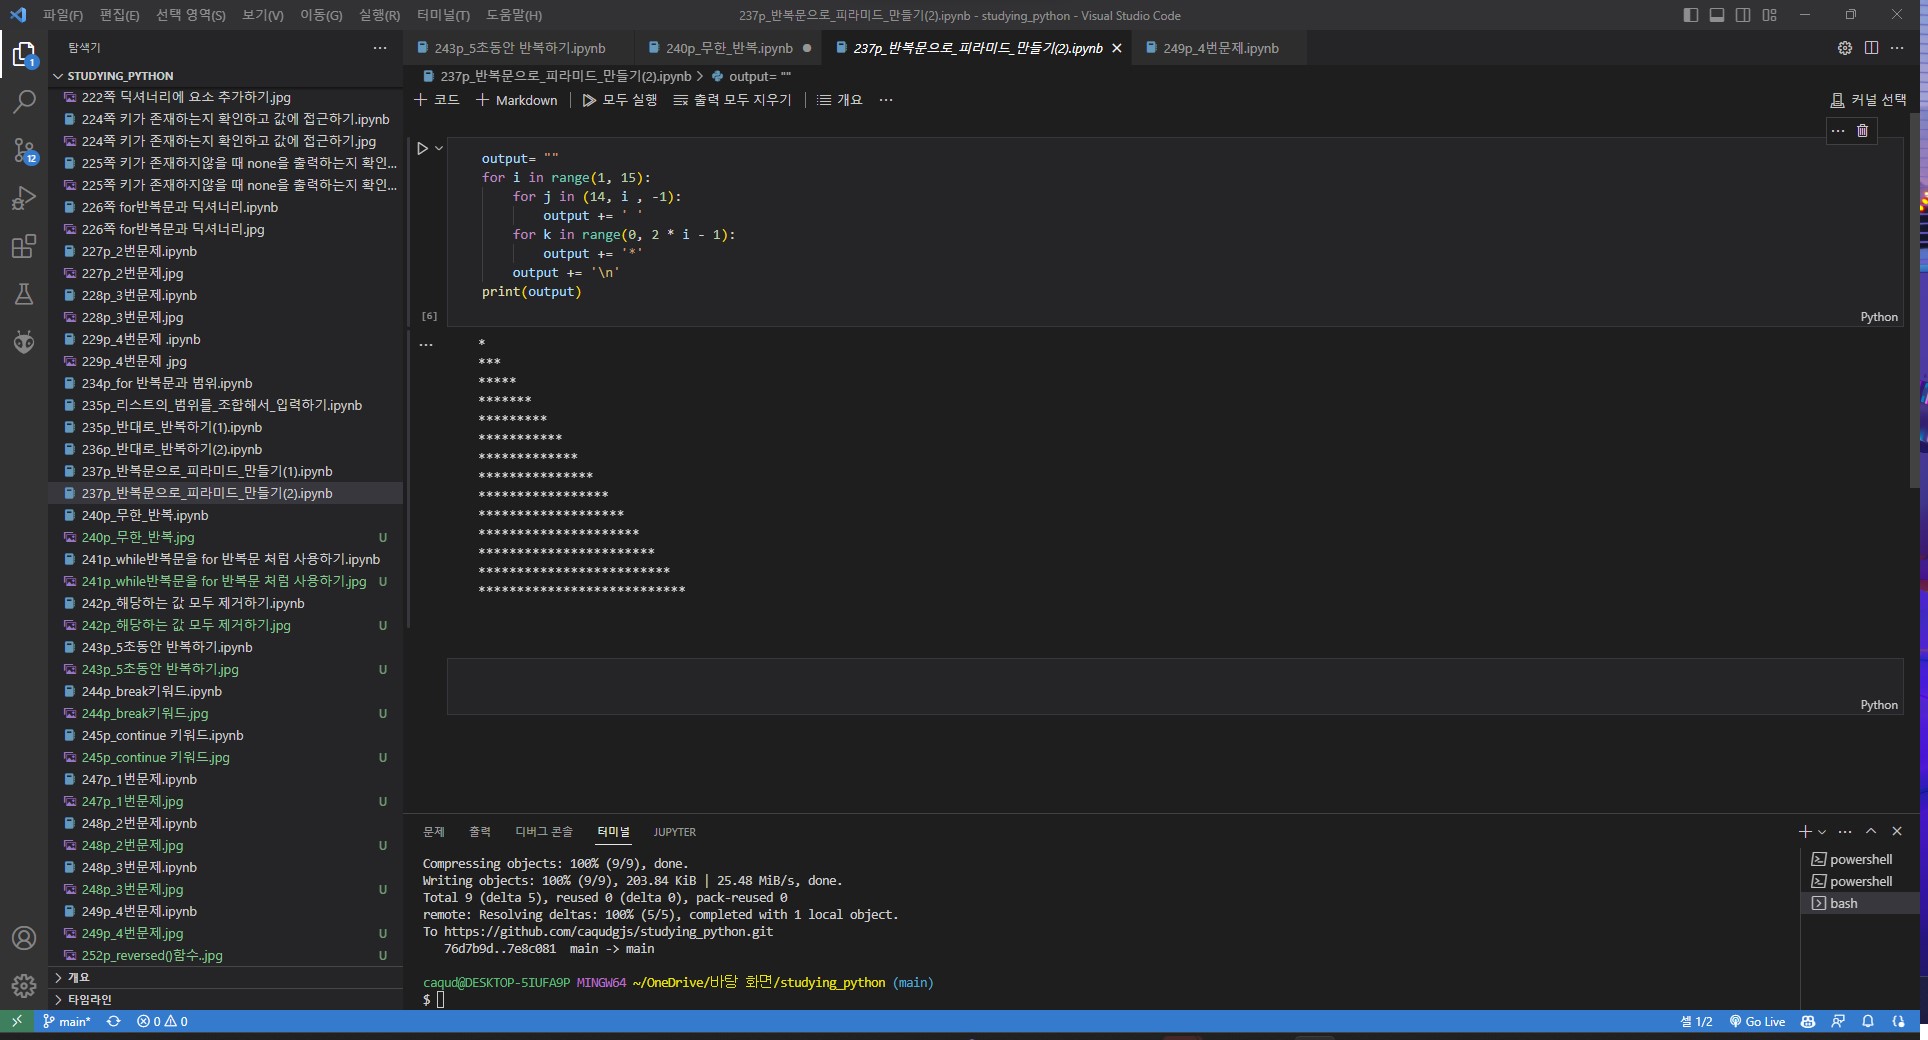 파일(F) 편집(E) 선택 영역(S) 보기(V) 이동(G) 실행(R) 터미널(T) 도움말(H)
237p_반복문으로_피라미드_만들기(2).ipynb - studying_python - Visual Studio Code
탐색기
STUDYING_PYTHON
222쪽 딕셔너리에 요소 추가하기.jpg
224쪽 키가 존재하는지 확인하고 값에 접근하기.ipynb
224쪽 키가 존재하는지 확인하고 값에 접근하기.jpg
225쪽 키가 존재하지않을 때 none을 출력하는지 확인...
225쪽 키가 존재하지않을 때 none을 출력하는지 확인...
226쪽 for반복문과 딕셔너리.ipynb
226쪽 for반복문과 딕셔너리.jpg
227p_2번문제.ipynb
227p_2번문제.jpg
228p_3번문제.ipynb
228p_3번문제.jpg
229p_4번문제 .ipynb
229p_4번문제 .jpg
234p_for 반복문과 범위.ipynb
235p_리스트의_범위를_조합해서_입력하기.ipynb
235p_반대로_반복하기(1).ipynb
236p_반대로_반복하기(2).ipynb
237p_반복문으로_피라미드_만들기(1).ipynb
237p_반복문으로_피라미드_만들기(2).ipynb
240p_무한_반복.ipynb
240p_무한_반복.jpg U
241p_while반복문을 for 반복문 처럼 사용하기.ipynb
241p_while반복문을 for 반복문 처럼 사용하기.jpg U
242p_해당하는 값 모두 제거하기.ipynb
242p_해당하는 값 모두 제거하기.jpg U
243p_5초동안 반복하기.ipynb
243p_5초동안 반복하기.jpg U
244p_break키워드.ipynb
244p_break키워드.jpg U
245p_continue 키워드.ipynb
245p_continue 키워드.jpg U
247p_1번문제.ipynb
247p_1번문제.jpg U
248p_2번문제.ipynb
248p_2번문제.jpg U
248p_3번문제.ipynb
248p_3번문제.jpg U
249p_4번문제.ipynb
249p_4번문제.jpg U
252p_reversed()함수..jpg U
개요
타임라인
1
12
243p_5초동안 반복하기.ipynb 240p_무한_반복.ipynb 237p_반복문으로_피라미드_만들기(2).ipynb 249p_4번문제.ipynb
237p_반복문으로_피라미드_만들기(2).ipynb > output= ""
+ 코드 + Markdown | 모두 실행 출력 모두 지우기 | 개요 ...
커널 선택
output= ""
for i in range(1, 15):
    for j in (14, i , -1):
        output += ' '
    for k in range(0, 2 * i - 1):
        output += '*'
    output += '\n'
print(output)
[6]
Python
*
***
*****
*******
*********
***********
*************
***************
*****************
*******************
*********************
***********************
*************************
***************************
Python
문제 출력 디버그 콘솔 터미널 JUPYTER
Compressing objects: 100% (9/9), done.
Writing objects: 100% (9/9), 203.84 KiB | 25.48 MiB/s, done.
Total 9 (delta 5), reused 0 (delta 0), pack-reused 0
remote: Resolving deltas: 100% (5/5), completed with 1 local object.
To https://github.com/caqudgjs/studying_python.git
   76d7b9d..7e8c081  main -> main
caqud@DESKTOP-5IUFA9P MINGW64 ~/OneDrive/바탕 화면/studying_python (main)
$
powershell
powershell
bash
main* 0 0
셀 1/2 Go Live